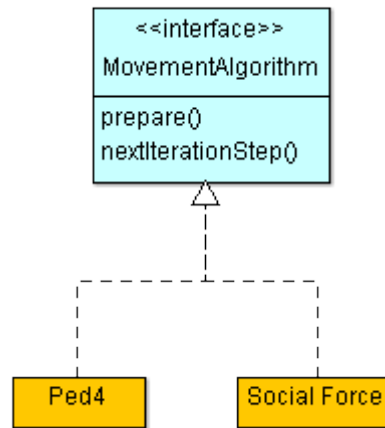 <<interface>>
MovementAlgorithm
prepare()
nextIterationStep()
Ped4
Social Force